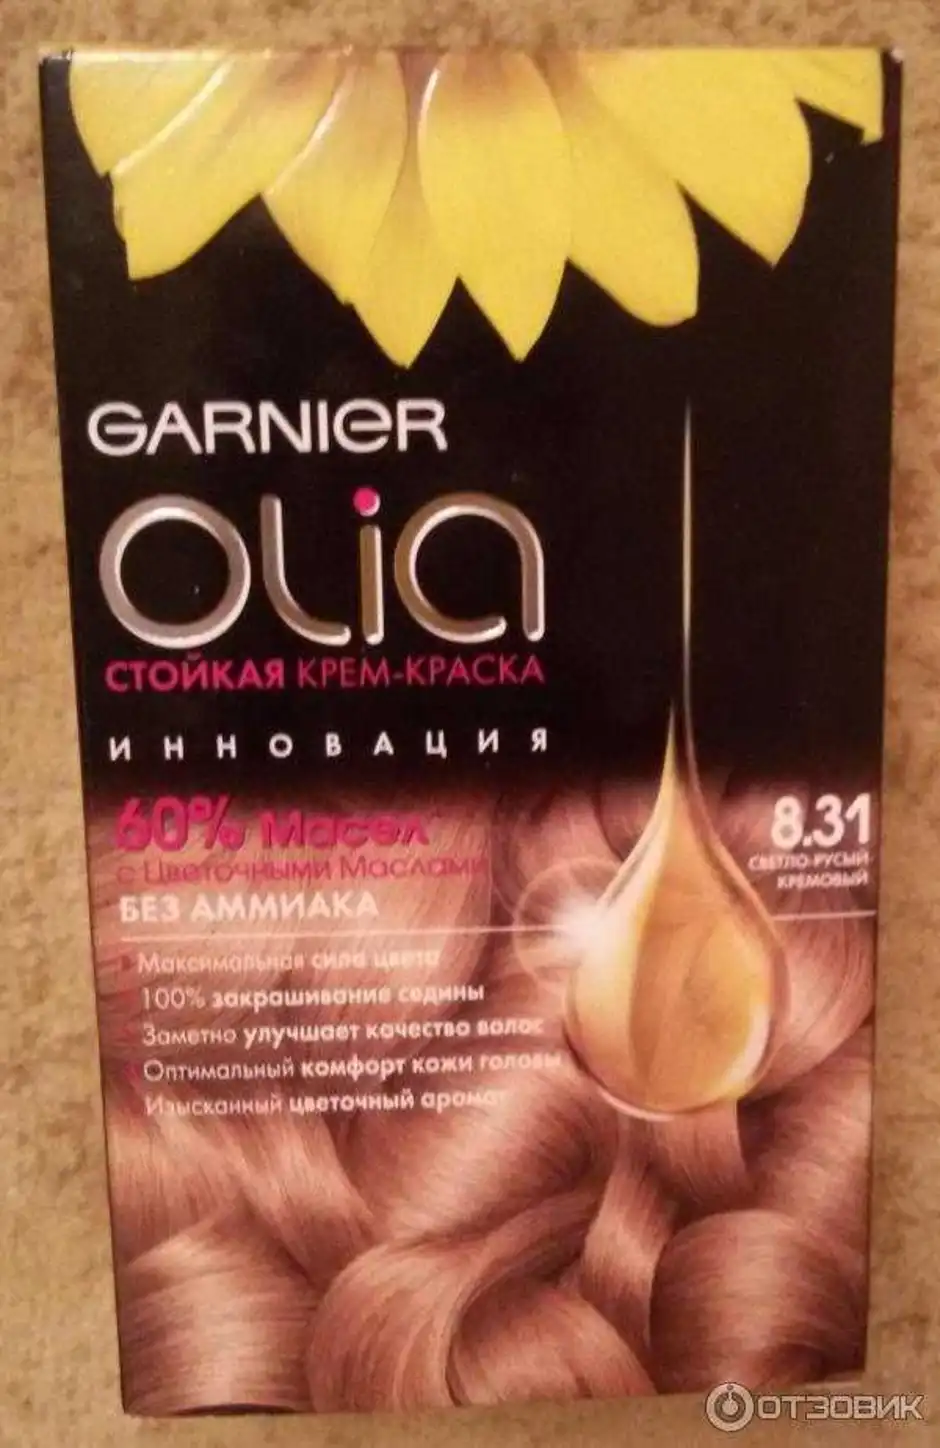 GARNIER
OLiA
СТОЙКАЯ КРЕМ-КРАСКА
ИННОВАЦИЯ
60% Масел
с Цветочными Маслами
БЕЗ АММИАКА
8.31
СВЕТЛО-РУСЫЙ
КРЕМОВЫЙ
Максимальная сила цвета
100% закрашивание седины
Заметно улучшает качество волос
Оптимальный комфорт кожи головы
Изысканный цветочный аромат
ОТЗОВИК